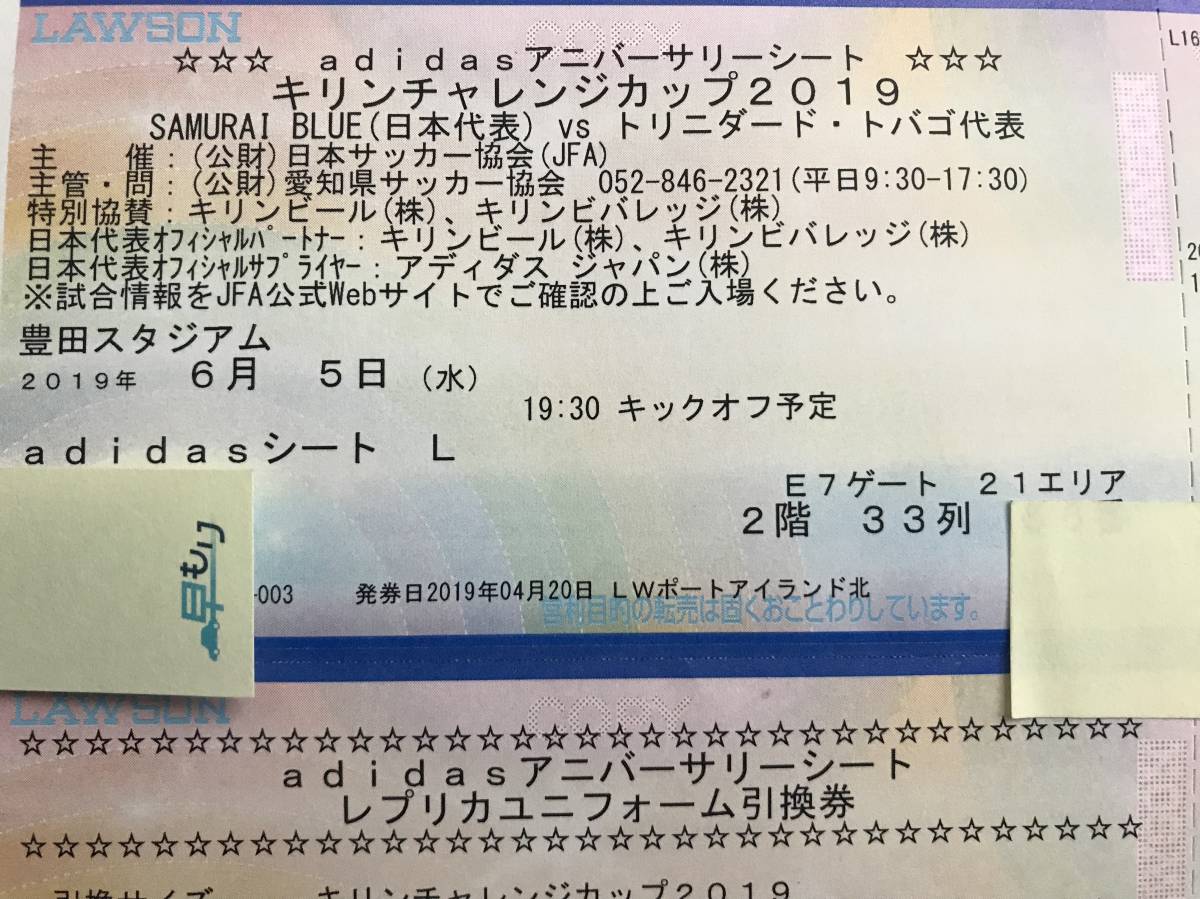 LAWSON
COPY
☆☆☆ adidasアニバーサリーシート ☆☆☆
L16
キリンチャレンジカップ2019
SAMURAI BLUE(日本代表) vs トリニダード・トバゴ代表
主　　催：(公財)日本サッカー協会(JFA)
主管・問：(公財)愛知県サッカー協会 052-846-2321(平日9:30-17:30)
特別協賛：キリンビール(株)、キリンビバレッジ(株)
日本代表ｵﾌｨｼｬﾙﾊﾟｰﾄﾅｰ：キリンビール(株)、キリンビバレッジ(株)
日本代表ｵﾌｨｼｬﾙｻﾌﾟﾗｲﾔｰ：アディダス ジャパン(株)
※試合情報をJFA公式Webサイトでご確認の上ご入場ください。
豊田スタジアム
2019年 6月 5日 (水)
19:30 キックオフ予定
adidasシート L
E7ゲート 21エリア
2階 33列
早もり
-003 発券日2019年04月20日 LWポートアイランド北
営利目的の転売は固くおことわりしています。
LAWSON
COPY
☆☆☆☆☆☆☆☆☆☆☆☆☆☆☆☆☆☆☆☆☆☆☆☆☆☆☆☆☆☆☆☆☆☆☆☆
adidasアニバーサリーシート
レプリカユニフォーム引換券
☆☆☆☆☆☆☆☆☆☆☆☆☆☆☆☆☆☆☆☆☆☆☆☆☆☆☆☆☆☆☆☆☆☆☆☆
引換サイズ キリンチャレンジカップ2019